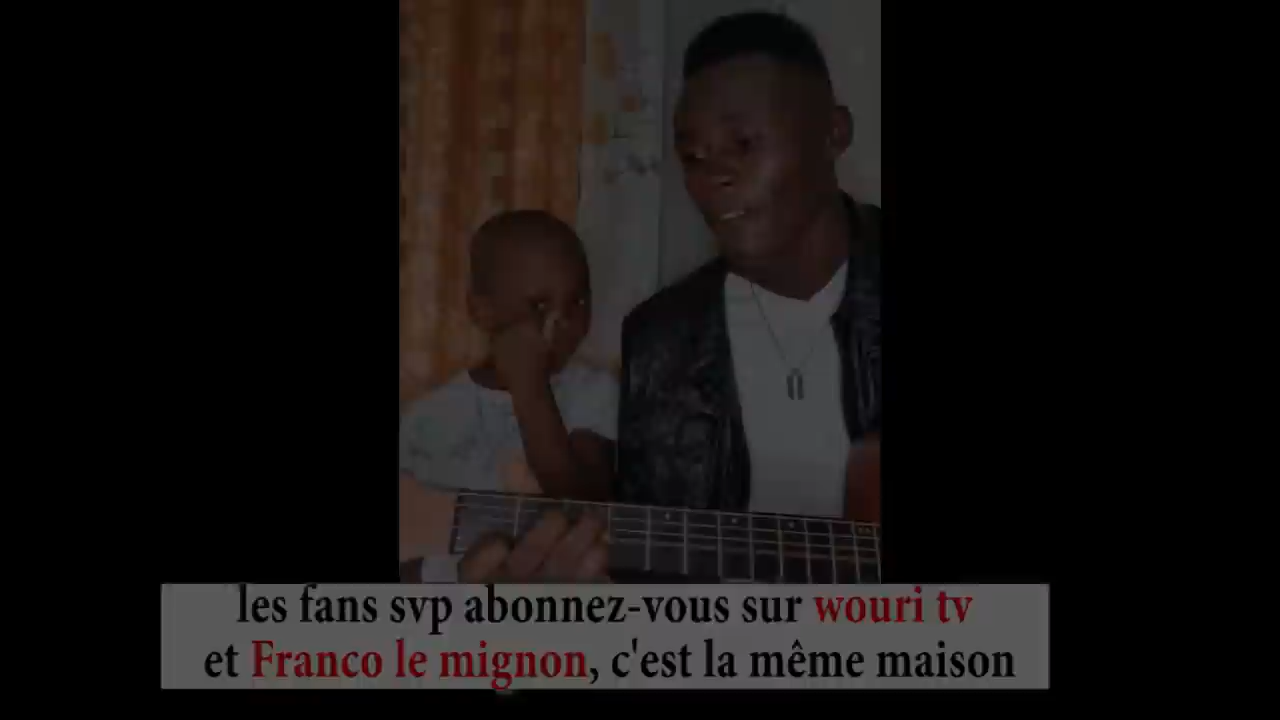 les fans svp abonnez-vous sur wouri tv
et Franco le mignon, c'est la même maison